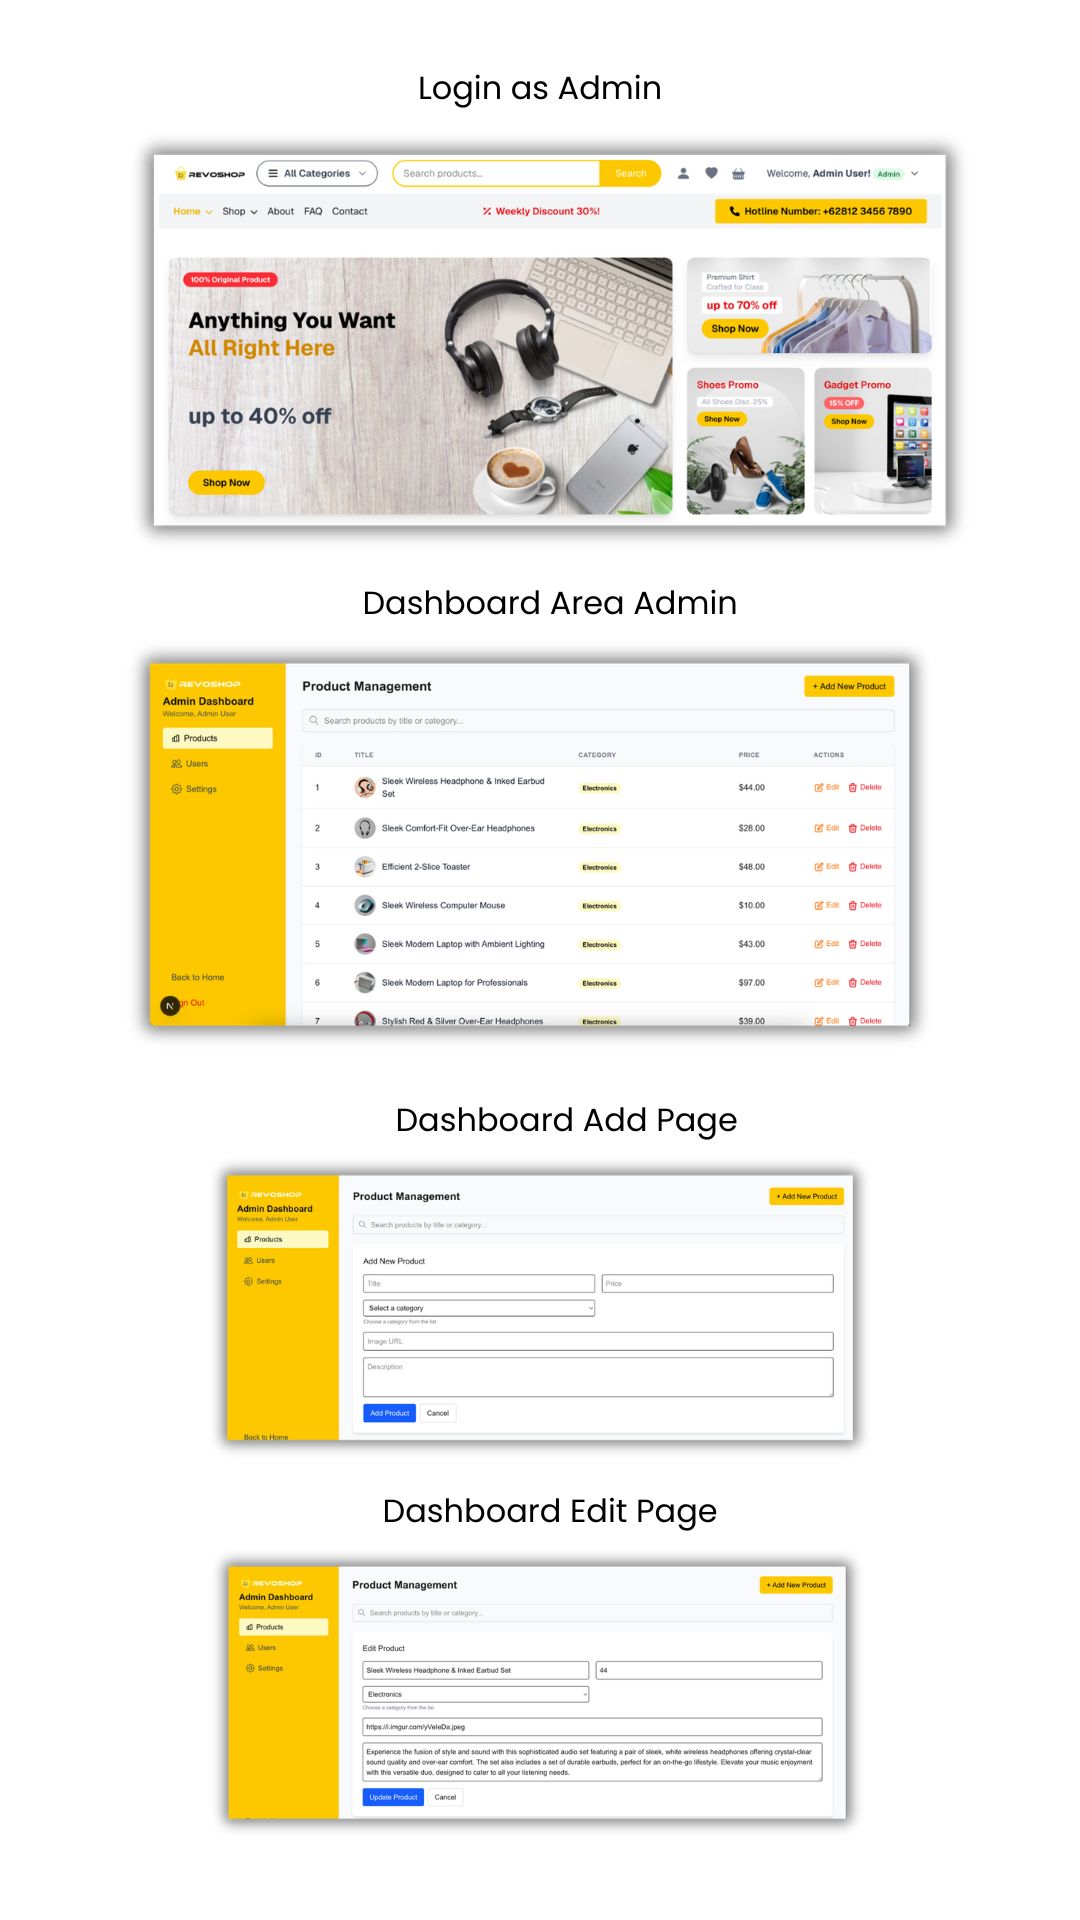 Login as Admin
REVOSHOP
All Categories
Search products...
Search
Welcome, Admin User! Admin
Home Shop About FAQ Contact
Weekly Discount 30%!
Hotline Number: +62812 3456 7890
100% Original Product
Anything You Want
All Right Here
up to 40% off
Shop Now
Premium Shirt
Crafted for Class
up to 70% off
Shop Now
Shoes Promo
All Shoes Disc. 25%
Shop Now
Gadget Promo
15% OFF
Shop Now
Dashboard Area Admin
REVOSHOP
Admin Dashboard
Welcome, Admin User
Products
Users
Settings
Back to Home
gn Out
N
Product Management
+ Add New Product
Search products by title or category...
ID TITLE CATEGORY PRICE ACTIONS
1 Sleek Wireless Headphone & Inked Earbud Set Electronics $44.00 Edit Delete
2 Sleek Comfort-Fit Over-Ear Headphones Electronics $28.00 Edit Delete
3 Efficient 2-Slice Toaster Electronics $48.00 Edit Delete
4 Sleek Wireless Computer Mouse Electronics $10.00 Edit Delete
5 Sleek Modern Laptop with Ambient Lighting Electronics $43.00 Edit Delete
6 Sleek Modern Laptop for Professionals Electronics $97.00 Edit Delete
7 Stylish Red & Silver Over-Ear Headphones Electronics $39.00 Edit Delete
Dashboard Add Page
REVOSHOP
Admin Dashboard
Welcome, Admin User
Products
Users
Settings
Back to Home
Product Management
+ Add New Product
Search products by title or category...
Add New Product
Title
Price
Select a category
Choose a category from the list
Image URL
Description
Add Product
Cancel
Dashboard Edit Page
REVOSHOP
Admin Dashboard
Welcome, Admin User
Products
Users
Settings
Product Management
+ Add New Product
Search products by title or category...
Edit Product
Sleek Wireless Headphone & Inked Earbud Set
44
Electronics
Choose a category from the list
https://i.imgur.com/yVeIeDa.jpeg
Experience the fusion of style and sound with this sophisticated audio set featuring a pair of sleek, white wireless headphones offering crystal-clear
sound quality and over-ear comfort. The set also includes a set of durable earbuds, perfect for an on-the-go lifestyle. Elevate your music enjoyment
with this versatile duo, designed to cater to all your listening needs.
Update Product
Cancel